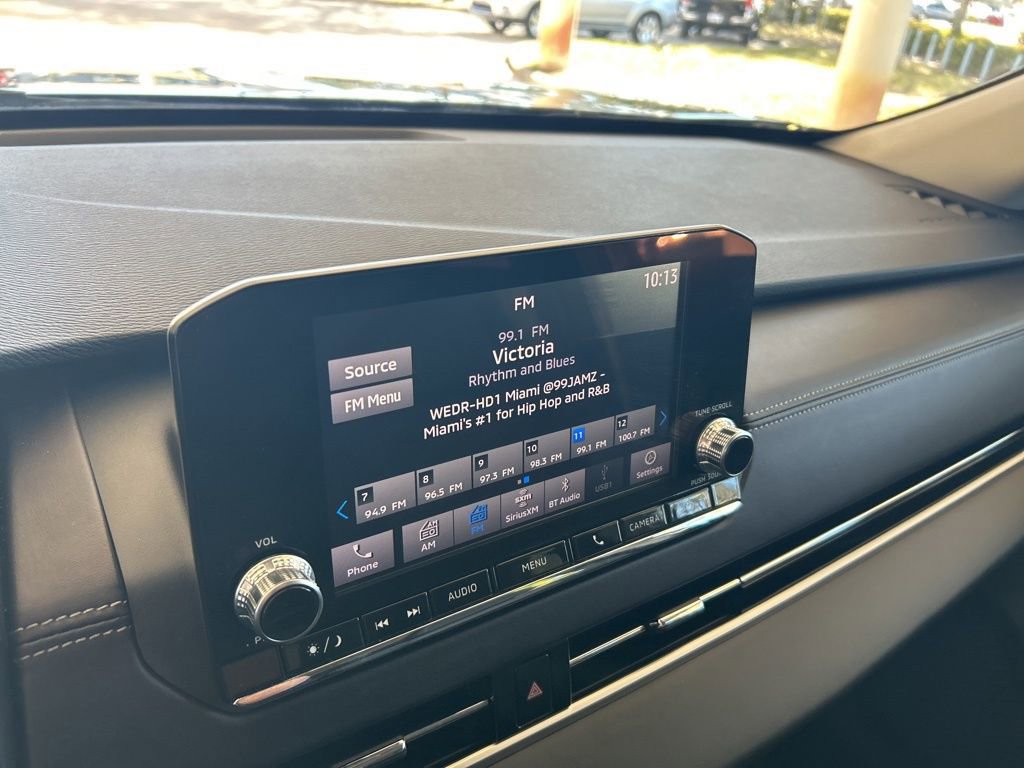 10:13
FM
99.1 FM
Victoria
Rhythm and Blues
WEDR-HD1 Miami @99JAMZ -
Miami's #1 for Hip Hop and R&B
Source
FM Menu
7
94.9 FM
8
96.5 FM
9
97.3 FM
10
98.3 FM
11
99.1 FM
12
100.7 FM
Phone
AM
FM
sxm
SiriusXM
BT Audio
USB1
Settings
VOL
TUNE SCROLL
AUDIO
MENU
CAMERA